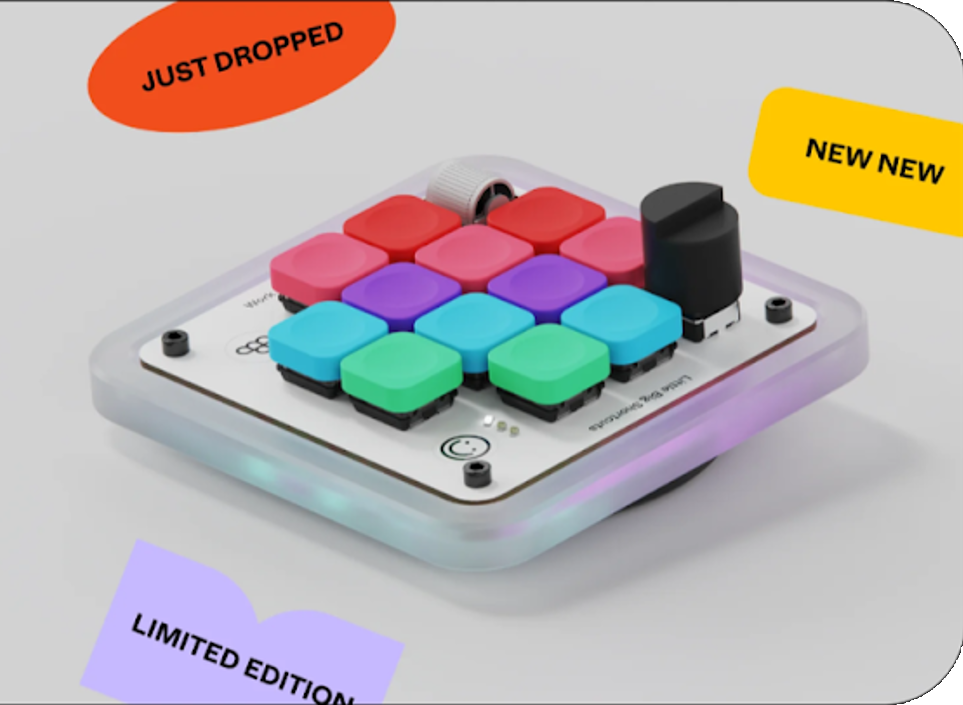 JUST DROPPED
NEW NEW
Little Big Shortcuts
LIMITED EDITION